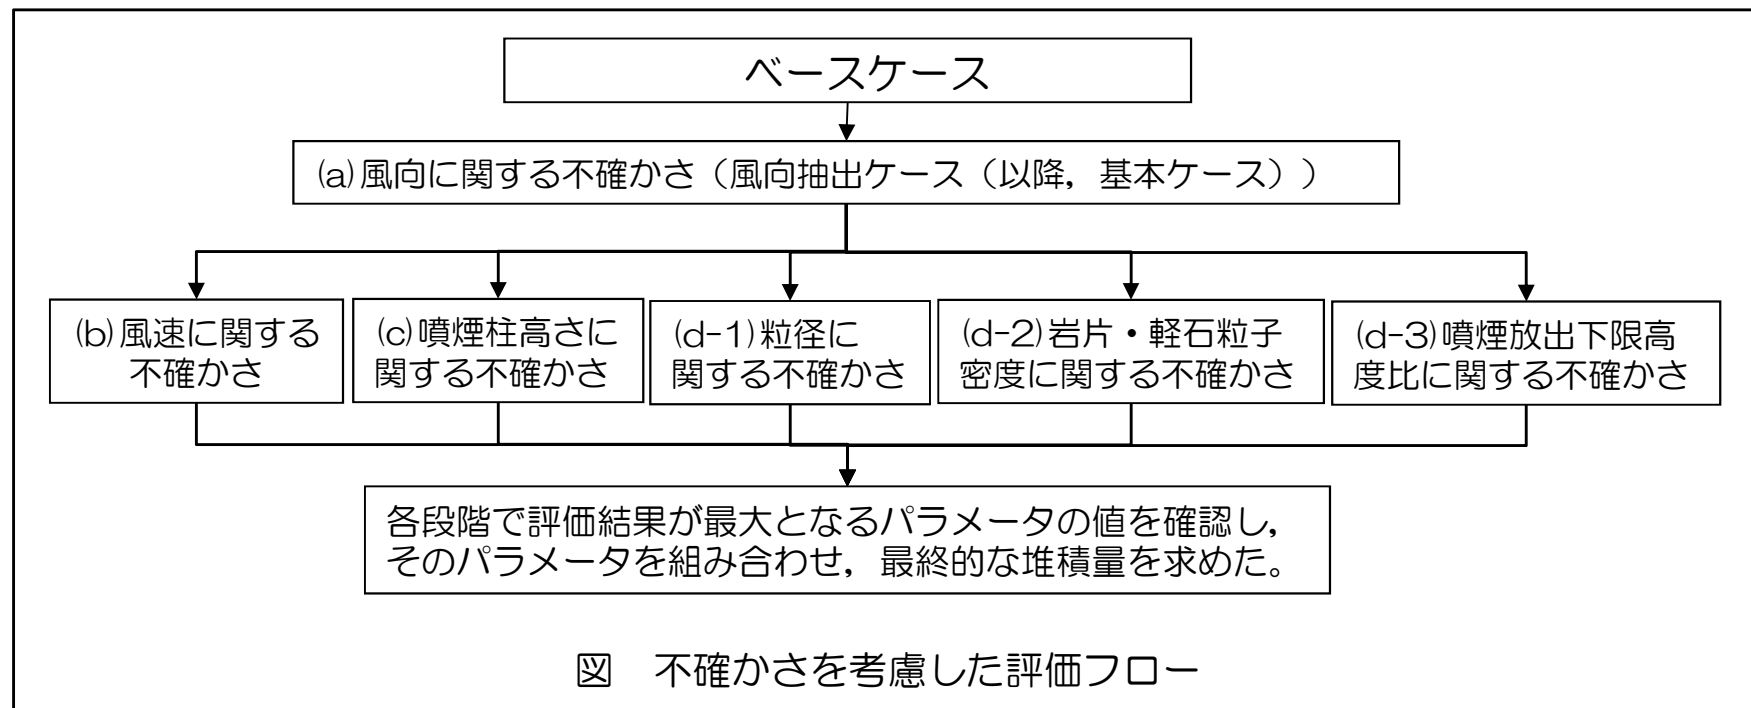 ベースケース
(a)風向に関する不確かさ（風向抽出ケース（以降，基本ケース））
(b)風速に関する
不確かさ
(c)噴煙柱高さに
関する不確かさ
(d-1)粒径に
関する不確かさ
(d-2)岩片・軽石粒子
密度に関する不確かさ
(d-3)噴煙放出下限高
度比に関する不確かさ
各段階で評価結果が最大となるパラメータの値を確認し，
そのパラメータを組み合わせ，最終的な堆積量を求めた。
図　不確かさを考慮した評価フロー